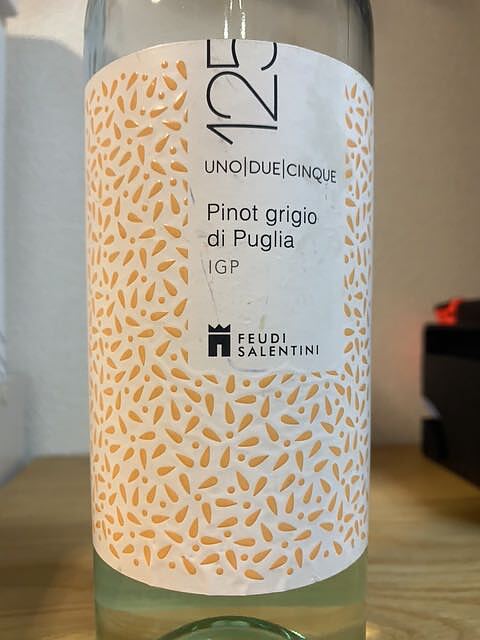 125
UNO|DUE|CINQUE
Pinot grigio
di Puglia
IGP
FEUDI
SALENTINI